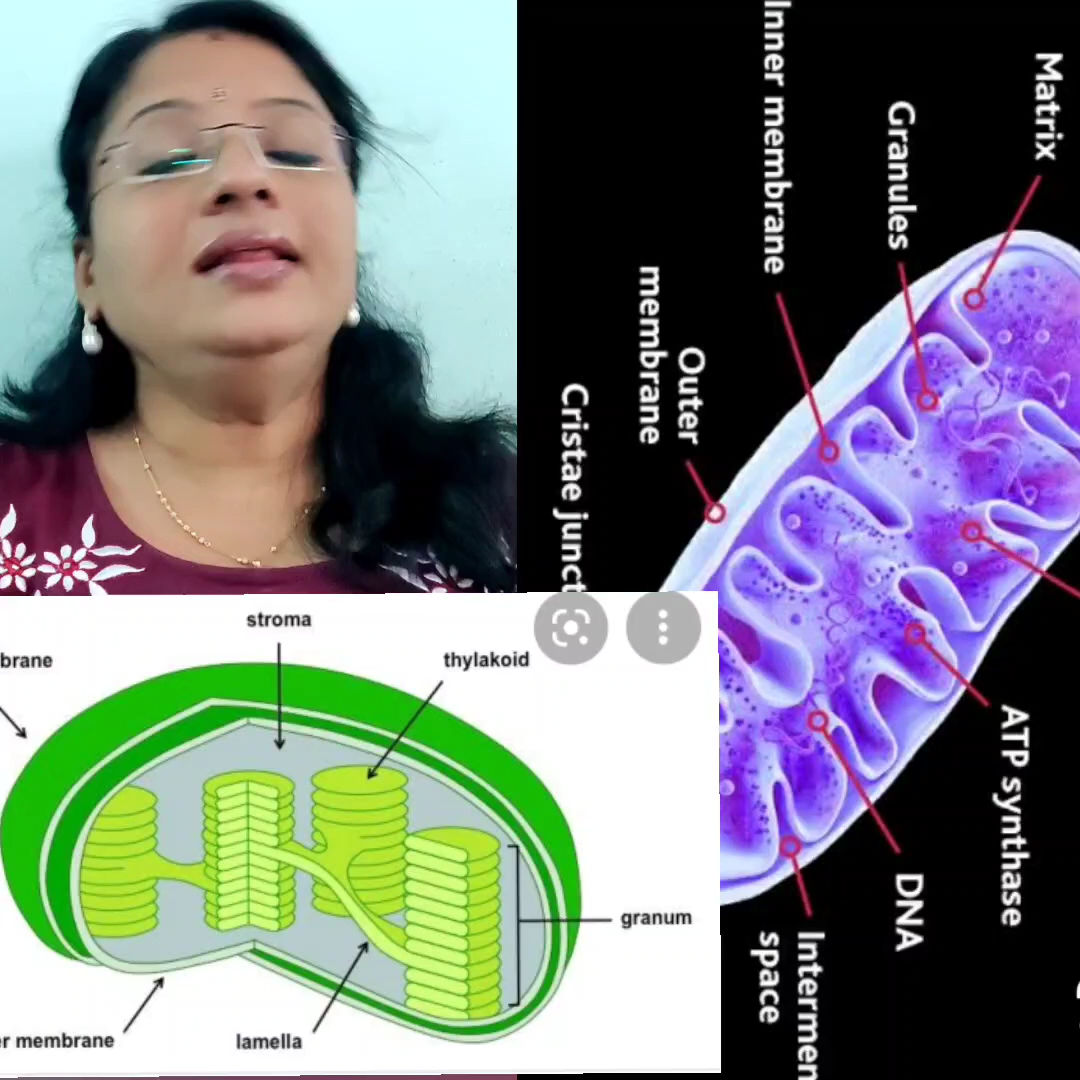 Matrix
Granules
Inner membrane
Outer
membrane
Cristae junct
ATP synthase
DNA
Intermen
space
stroma
brane
thylakoid
granum
er membrane
lamella